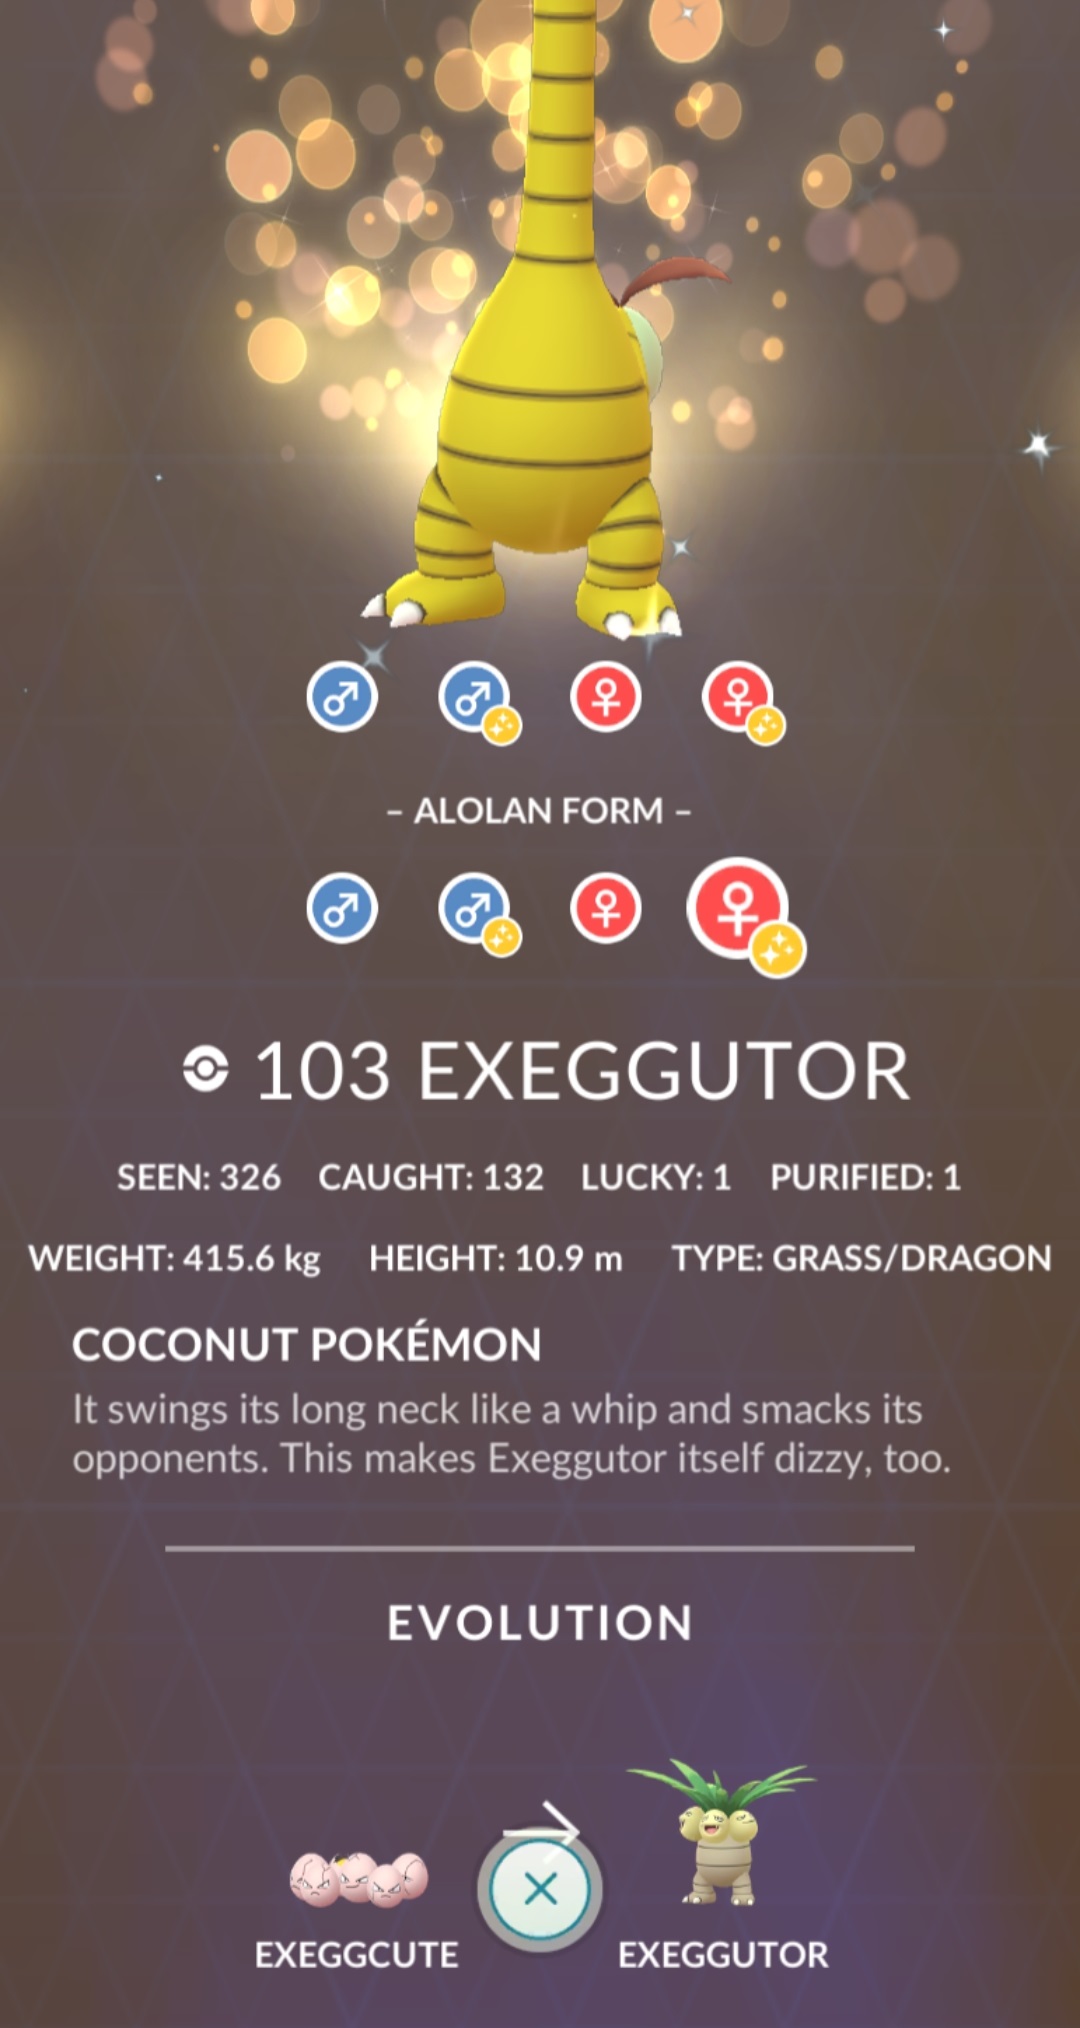 – ALOLAN FORM –
103 EXEGGUTOR
SEEN: 326 CAUGHT: 132 LUCKY: 1 PURIFIED: 1
WEIGHT: 415.6 kg HEIGHT: 10.9 m TYPE: GRASS/DRAGON
COCONUT POKÉMON
It swings its long neck like a whip and smacks its
opponents. This makes Exeggutor itself dizzy, too.
EVOLUTION
EXEGGCUTE EXEGGUTOR